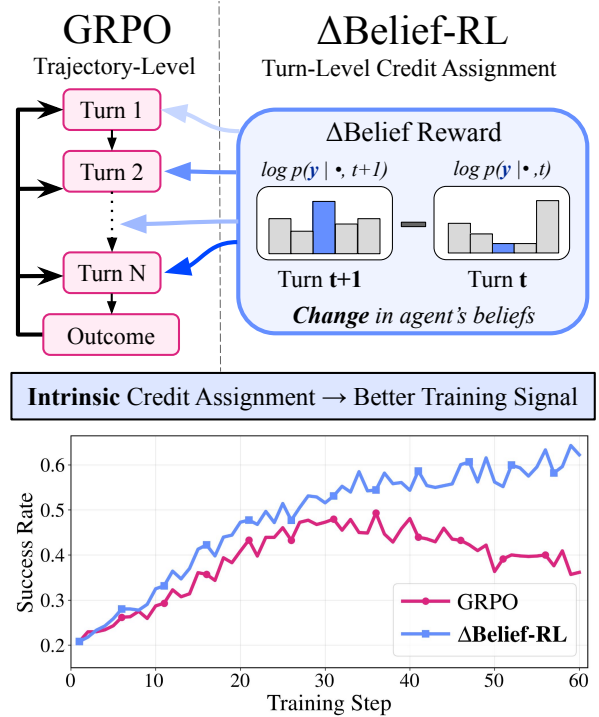 GRPO
Trajectory-Level
Turn 1
Turn 2
Turn N
Outcome
ΔBelief-RL
Turn-Level Credit Assignment
ΔBelief Reward
log p(y | •, t+1)
log p(y | •,t)
Turn t+1
Turn t
Change in agent's beliefs
Intrinsic Credit Assignment → Better Training Signal
Success Rate
0.6
0.5
0.4
0.3
0.2
GRPO
ΔBelief-RL
0 10 20 30 40 50 60
Training Step